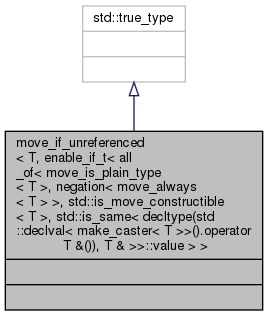 std::true_type
move_if_unreferenced
< T, enable_if_t< all
_of< move_is_plain_type
< T >, negation< move_always
< T > >, std::is_move_constructible
< T >, std::is_same< decltype(std
::declval< make_caster< T >>().operator
T &()), T & >>::value > >